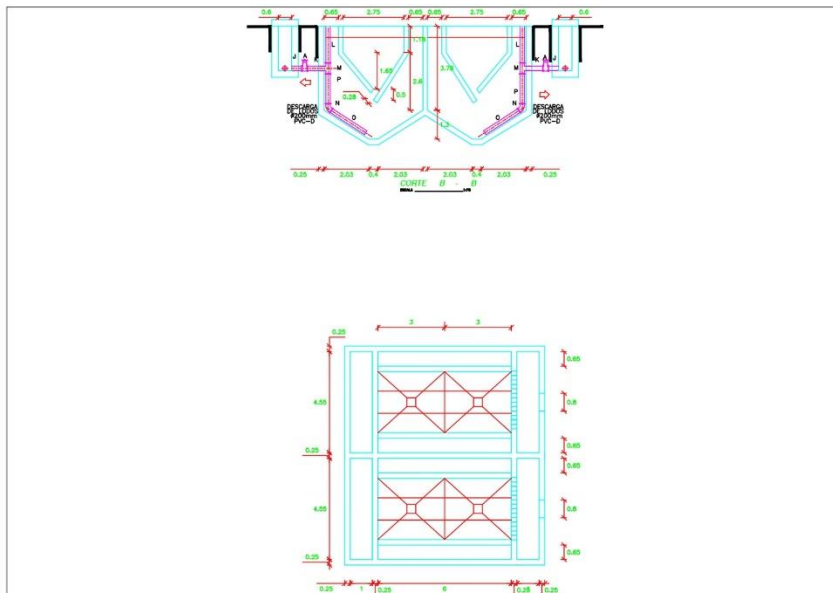 0.6 0.65 2.75 0.65 0.65 2.75 0.65 0.6
L L
J A K K A J
M M
1.65 2.6 3.78
P P
0.28 0.5
N N
O O
DESCARGA
DE LODOS
Ø200mm
PVC-D
DESCARGA
DE LODOS
Ø200mm
PVC-D
0.25 2.03 0.4 2.03 2.03 0.4 2.03 0.25
CORTE B - B
3 3
0.25
0.65
4.55
0.8
0.65
0.25
0.65
4.55
0.8
0.65
0.25
0.25 1 0.25 6 0.25 0.25